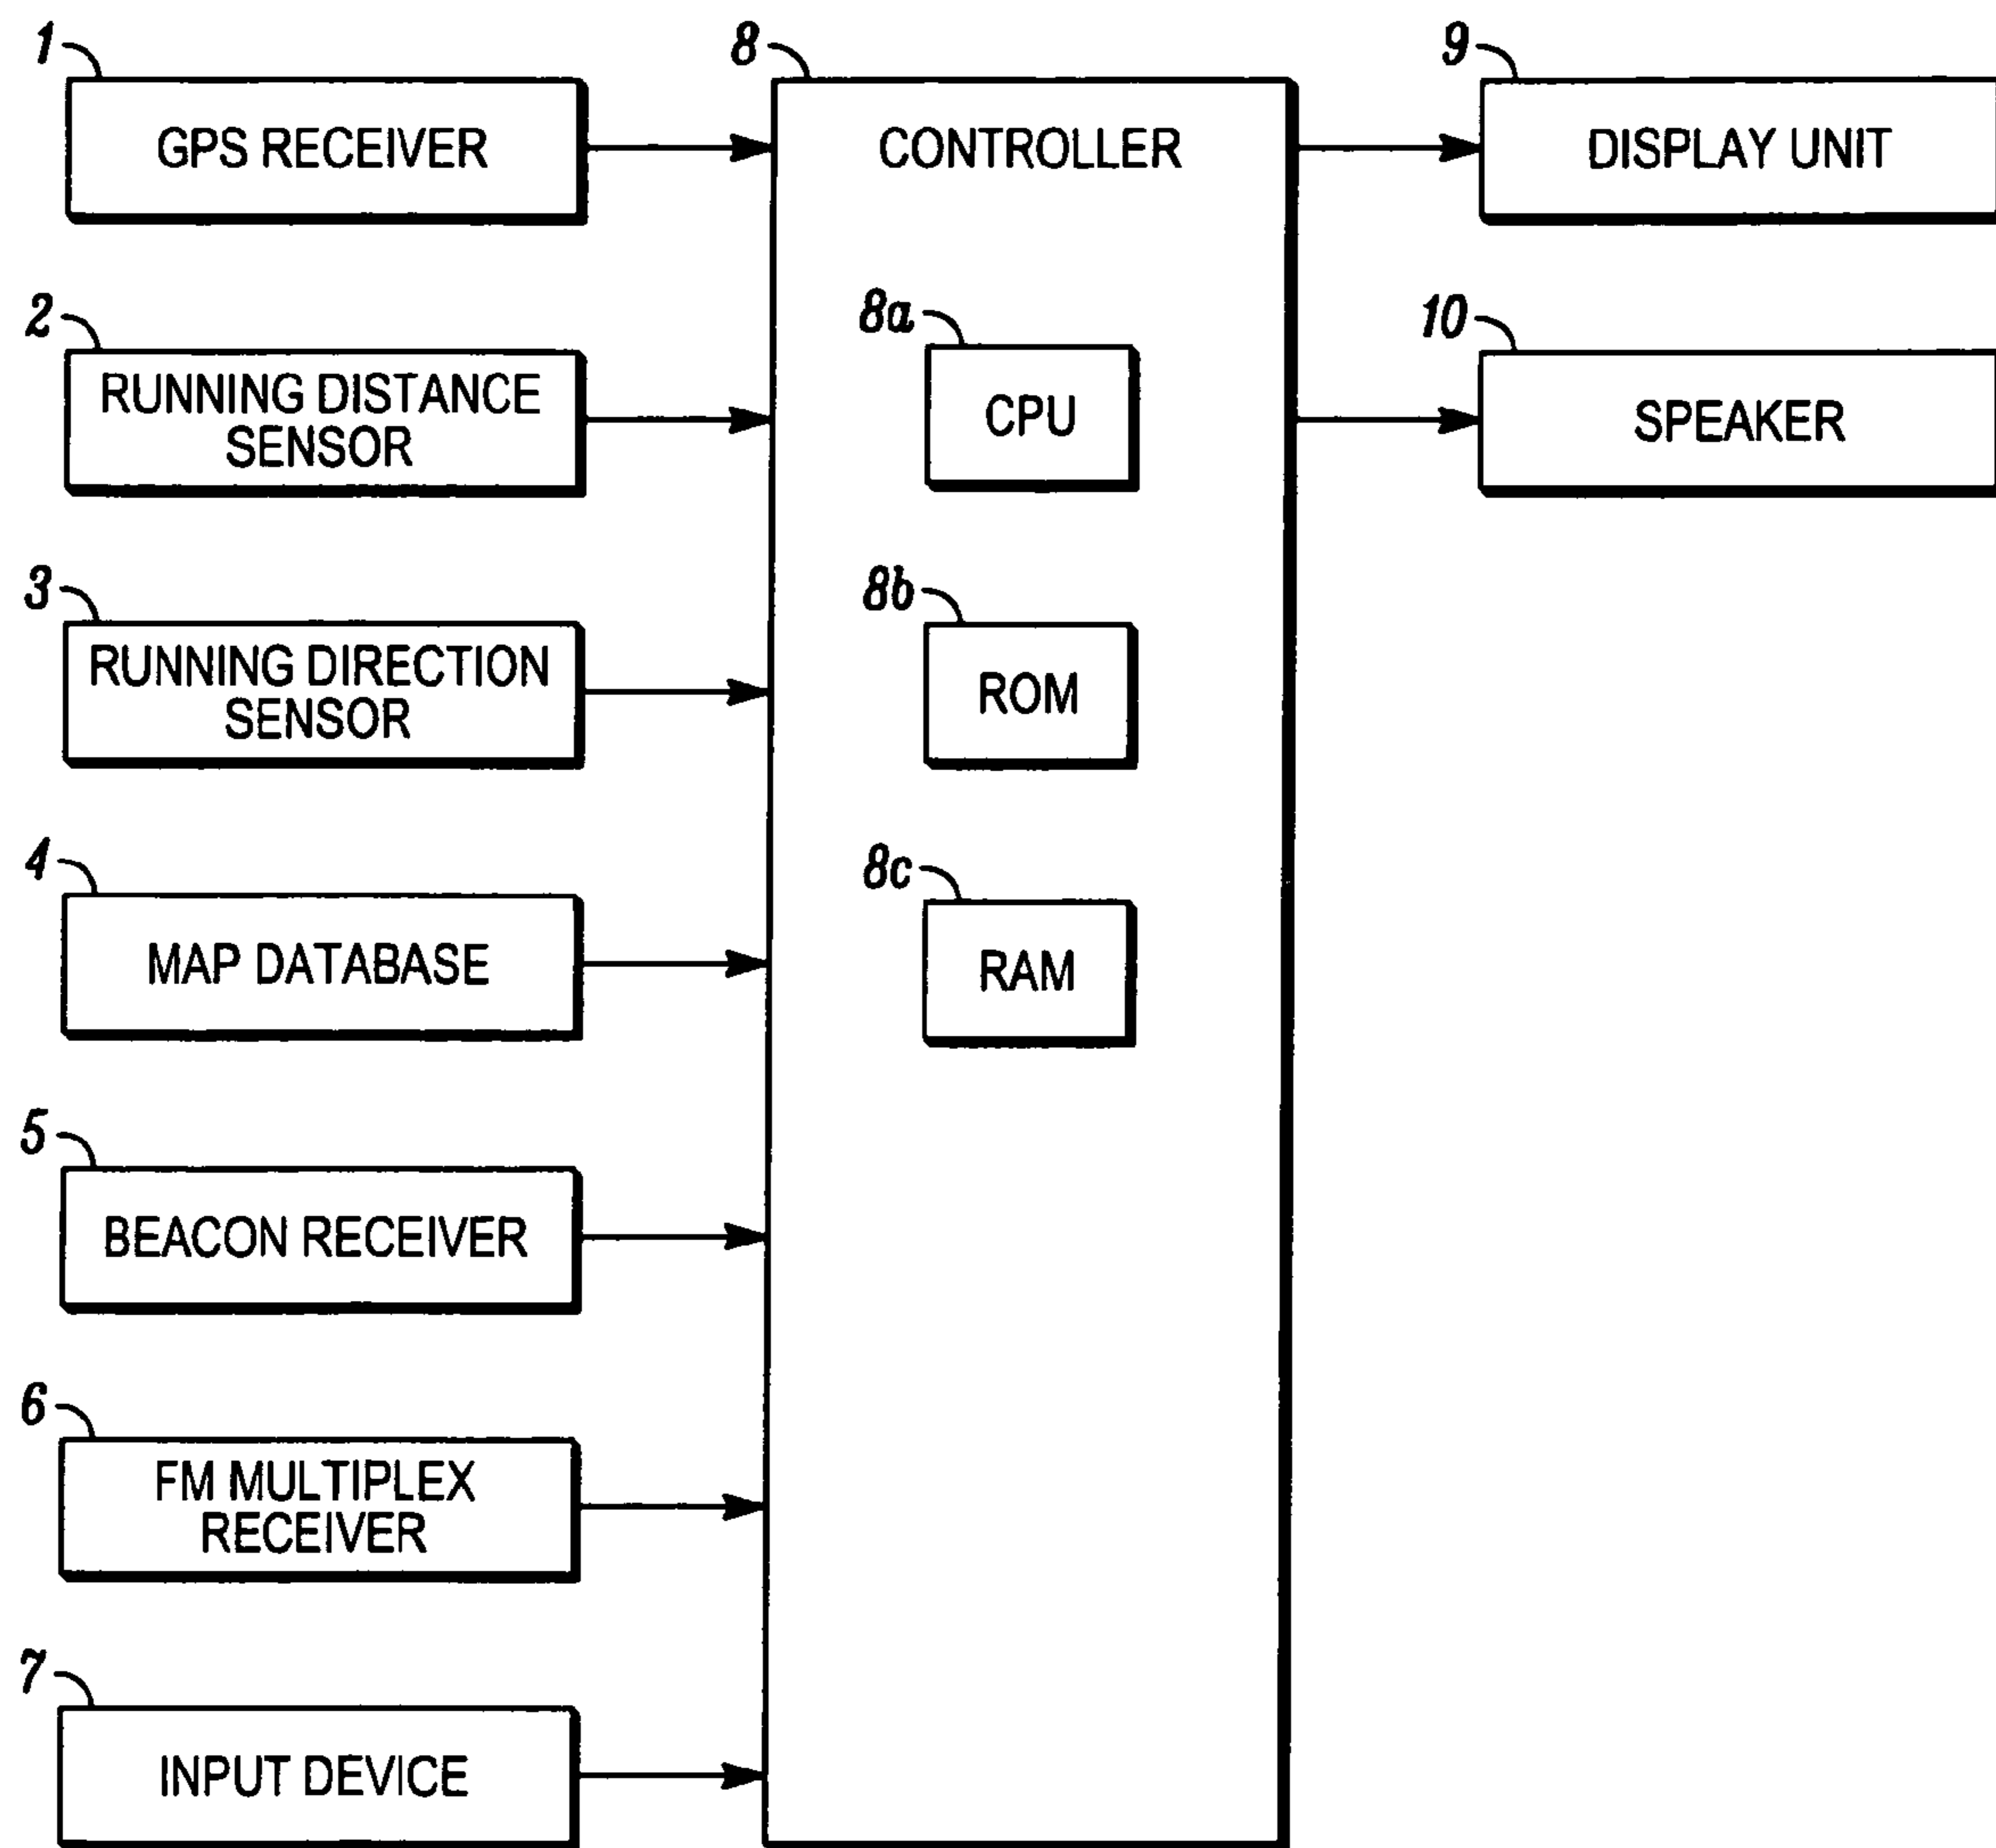 1
GPS RECEIVER
2
RUNNING DISTANCE
SENSOR
3
RUNNING DIRECTION
SENSOR
4
MAP DATABASE
5
BEACON RECEIVER
6
FM MULTIPLEX
RECEIVER
7
INPUT DEVICE
8
CONTROLLER
8a
CPU
8b
ROM
8c
RAM
9
DISPLAY UNIT
10
SPEAKER